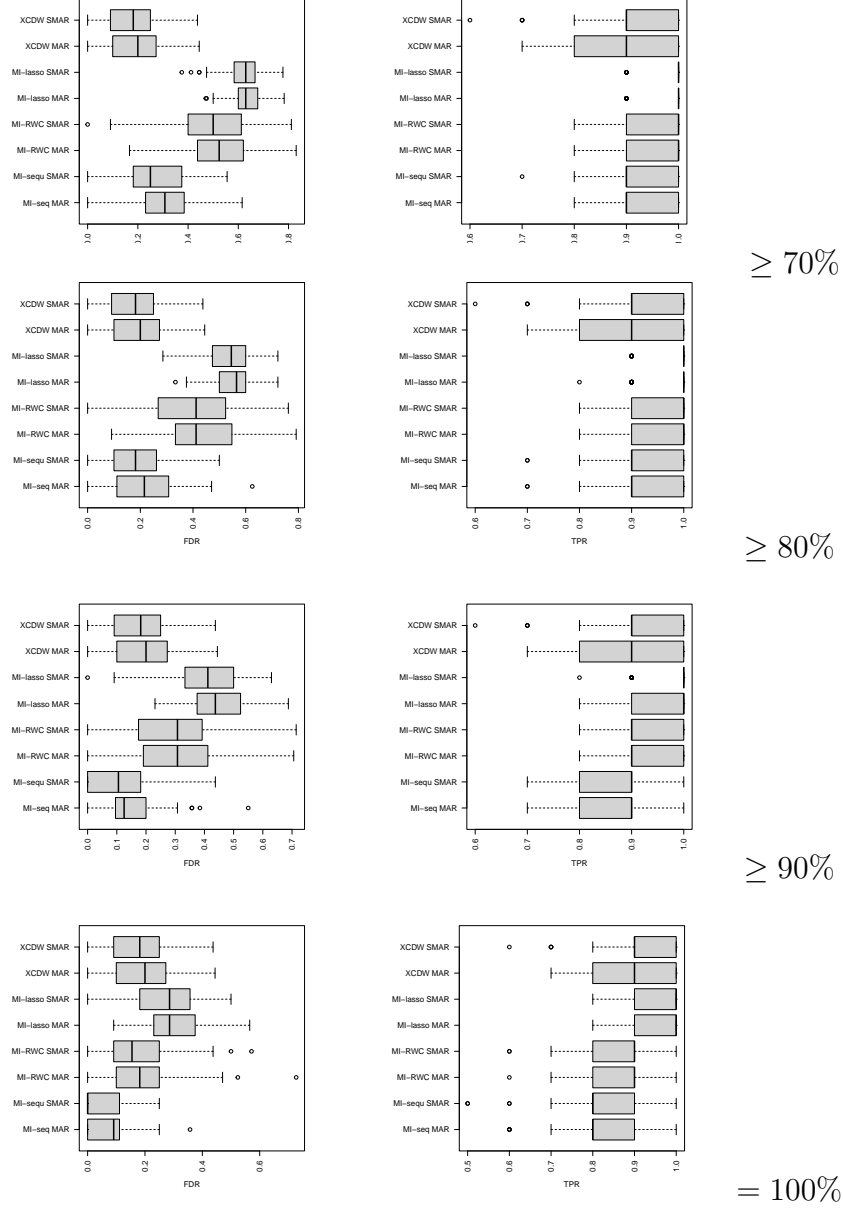 XCDW SMAR
XCDW MAR
MI−lasso SMAR
MI−lasso MAR
MI−RWC SMAR
MI−RWC MAR
MI−sequ SMAR
MI−seq MAR
0.0 0.2 0.4 0.6 0.8
XCDW SMAR
XCDW MAR
MI−lasso SMAR
MI−lasso MAR
MI−RWC SMAR
MI−RWC MAR
MI−sequ SMAR
MI−seq MAR
0.6 0.7 0.8 0.9 1.0
≥ 70%
XCDW SMAR
XCDW MAR
MI−lasso SMAR
MI−lasso MAR
MI−RWC SMAR
MI−RWC MAR
MI−sequ SMAR
MI−seq MAR
0.0 0.2 0.4 0.6 0.8
FDR
XCDW SMAR
XCDW MAR
MI−lasso SMAR
MI−lasso MAR
MI−RWC SMAR
MI−RWC MAR
MI−sequ SMAR
MI−seq MAR
0.6 0.7 0.8 0.9 1.0
TPR
≥ 80%
XCDW SMAR
XCDW MAR
MI−lasso SMAR
MI−lasso MAR
MI−RWC SMAR
MI−RWC MAR
MI−sequ SMAR
MI−seq MAR
0.0 0.1 0.2 0.3 0.4 0.5 0.6 0.7
FDR
XCDW SMAR
XCDW MAR
MI−lasso SMAR
MI−lasso MAR
MI−RWC SMAR
MI−RWC MAR
MI−sequ SMAR
MI−seq MAR
0.6 0.7 0.8 0.9 1.0
TPR
≥ 90%
XCDW SMAR
XCDW MAR
MI−lasso SMAR
MI−lasso MAR
MI−RWC SMAR
MI−RWC MAR
MI−sequ SMAR
MI−seq MAR
0.0 0.2 0.4 0.6
FDR
XCDW SMAR
XCDW MAR
MI−lasso SMAR
MI−lasso MAR
MI−RWC SMAR
MI−RWC MAR
MI−sequ SMAR
MI−seq MAR
0.5 0.6 0.7 0.8 0.9 1.0
TPR
= 100%